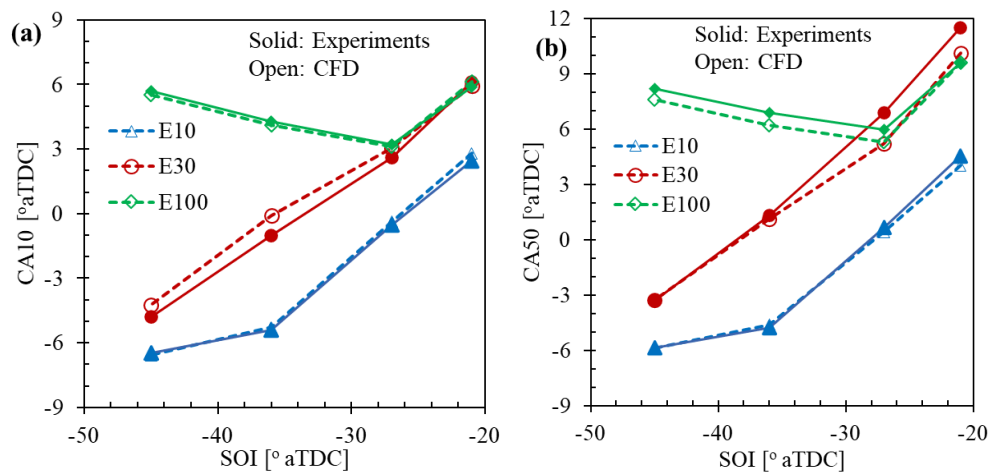 (a)
Solid: Experiments
Open: CFD
E10
E30
E100
9
6
3
0
-3
-6
-9
CA10 [°aTDC]
-50
-40
-30
-20
SOI [° aTDC]
(b)
Solid: Experiments
Open: CFD
E10
E30
E100
12
9
6
3
0
-3
-6
-9
CA50 [°aTDC]
-50
-40
-30
-20
SOI [° aTDC]